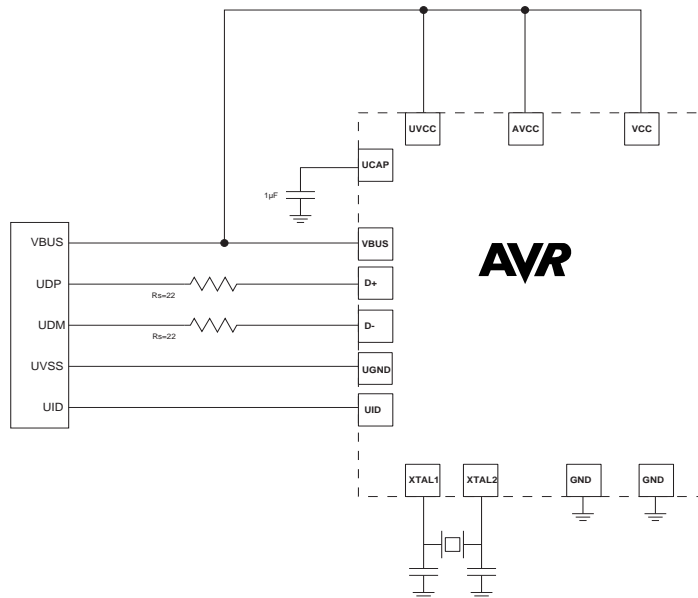 UVCC
AVCC
VCC
UCAP
1µF
VBUS
VBUS
UDP
Rs=22
D+
UDM
Rs=22
D-
UVSS
UGND
UID
UID
AVR
XTAL1
XTAL2
GND
GND